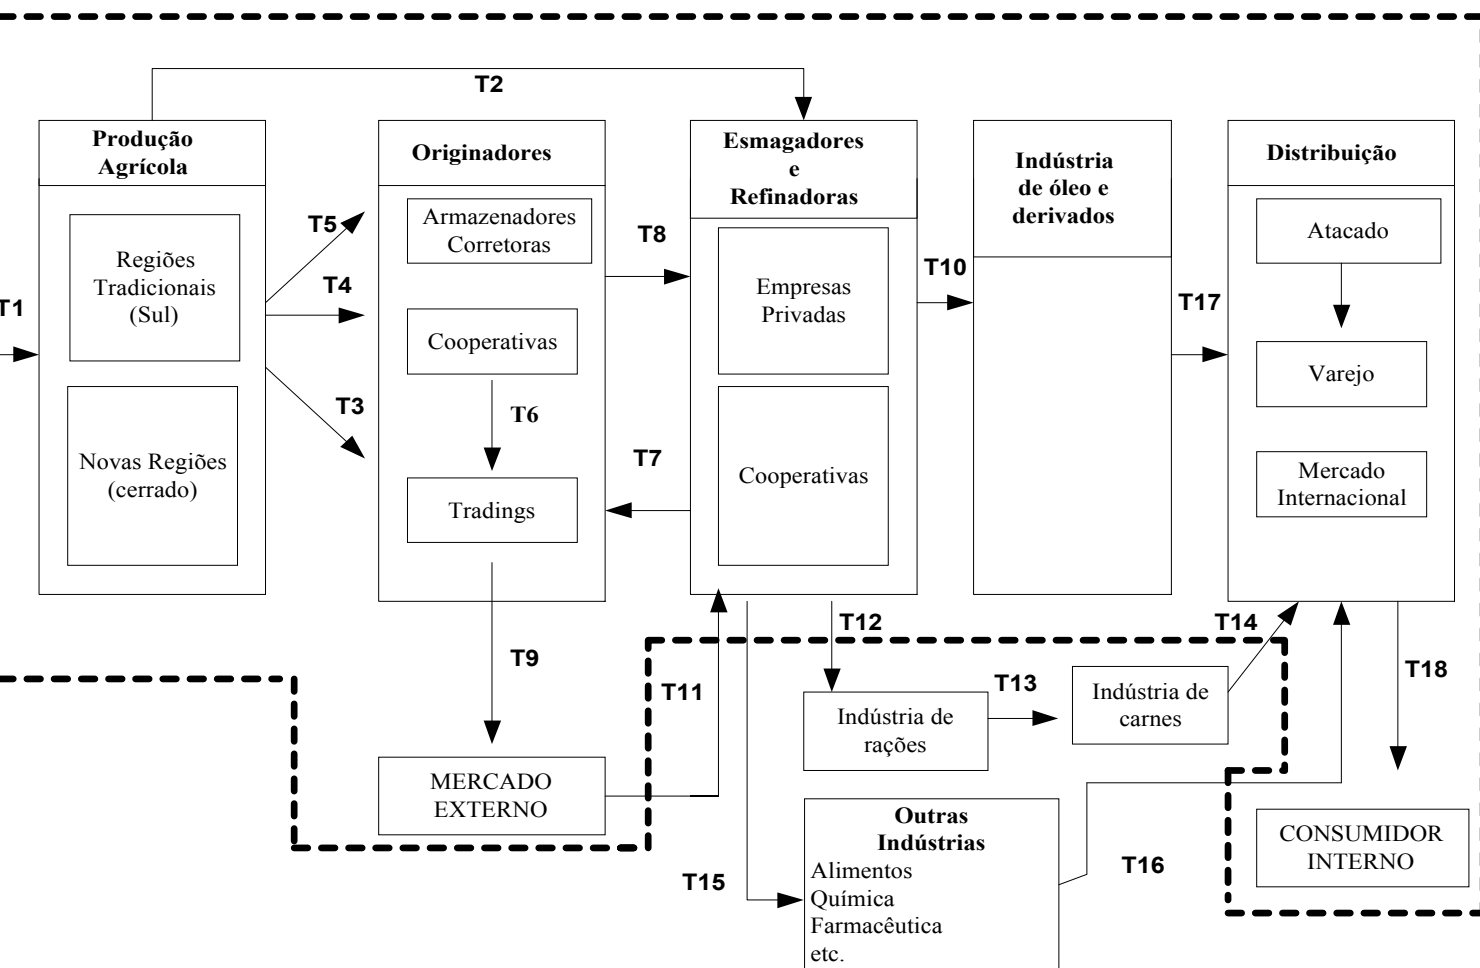 T2
Produção
Agrícola
Originadores
Esmagadores
e
Refinadoras
Indústria
de óleo e
derivados
Distribuição
T1
Regiões
Tradicionais
(Sul)
Novas Regiões
(cerrado)
T5
T4
T3
Armazenadores
Corretoras
Cooperativas
T6
Tradings
T8
T7
Empresas
Privadas
Cooperativas
T10
T17
Atacado
Varejo
Mercado
Internacional
T9
T11
T12
T13
T14
T18
Indústria de
rações
Indústria de
carnes
MERCADO
EXTERNO
T15
Outras
Indústrias
Alimentos
Química
Farmacêutica
etc.
T16
CONSUMIDOR
INTERNO